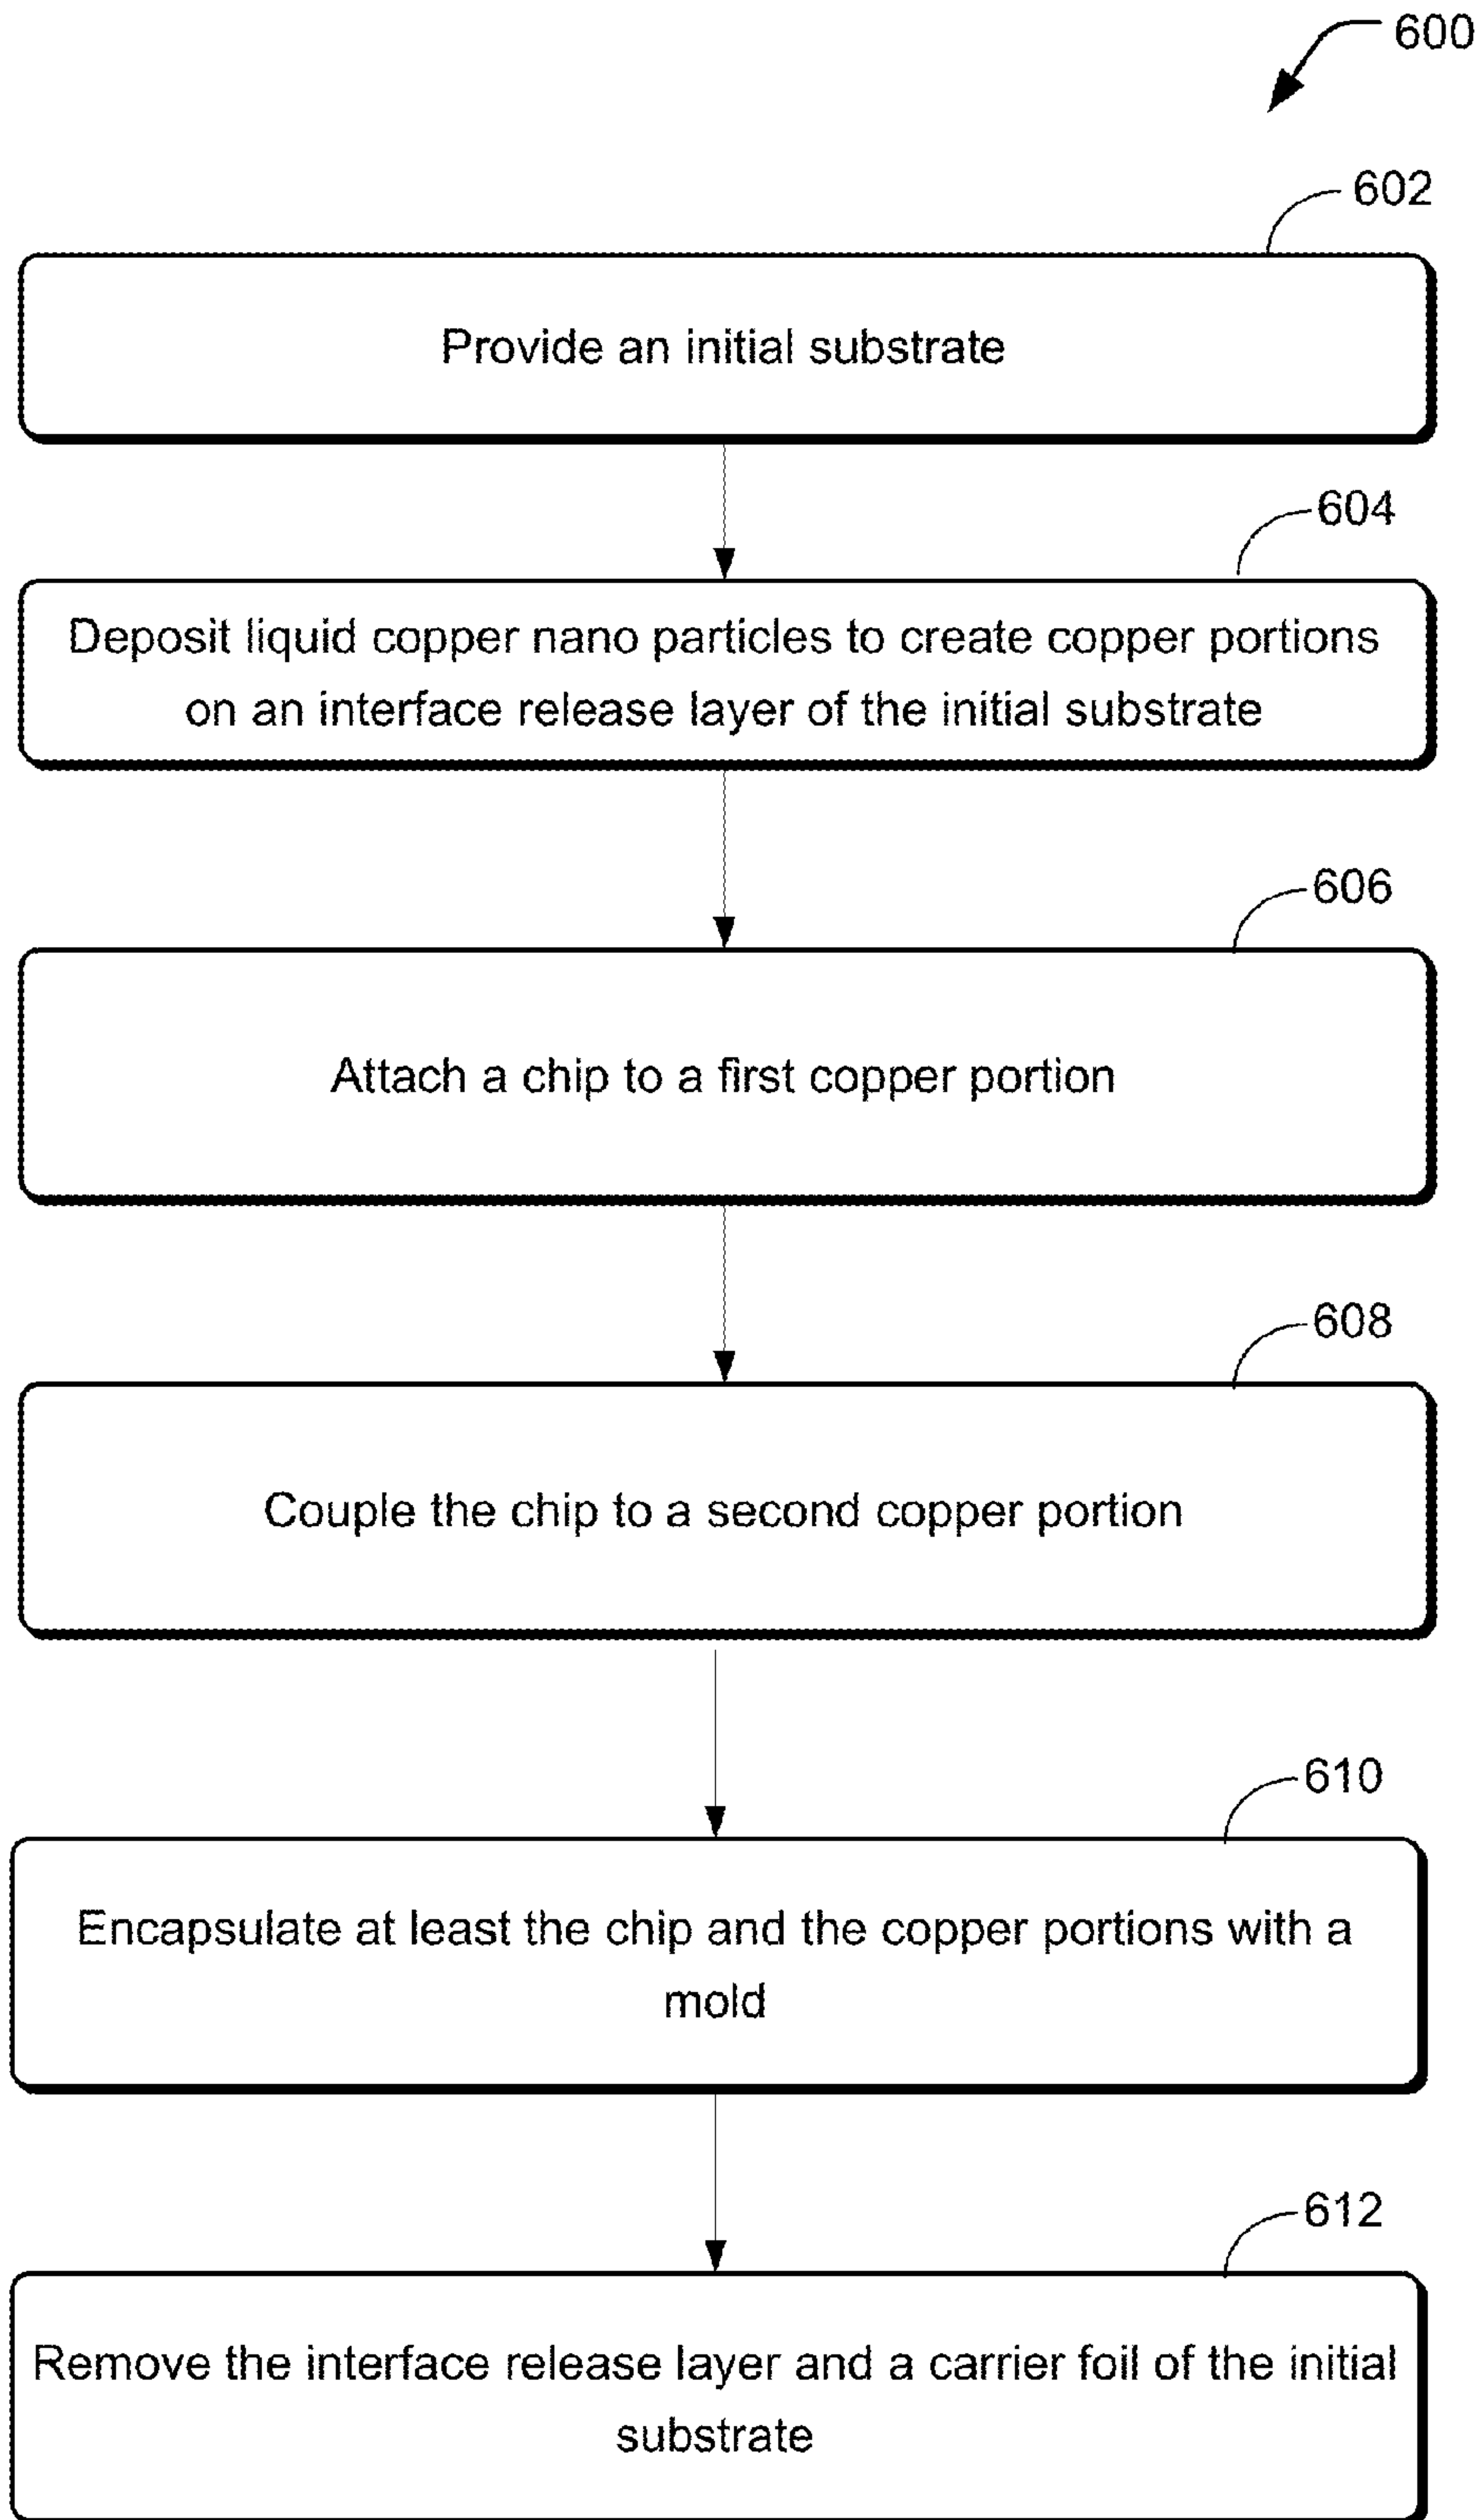 600
602
Provide an initial substrate
604
Deposit liquid copper nano particles to create copper portions
on an interface release layer of the initial substrate
606
Attach a chip to a first copper portion
608
Couple the chip to a second copper portion
610
Encapsulate at least the chip and the copper portions with a
mold
612
Remove the interface release layer and a carrier foil of the initial
substrate